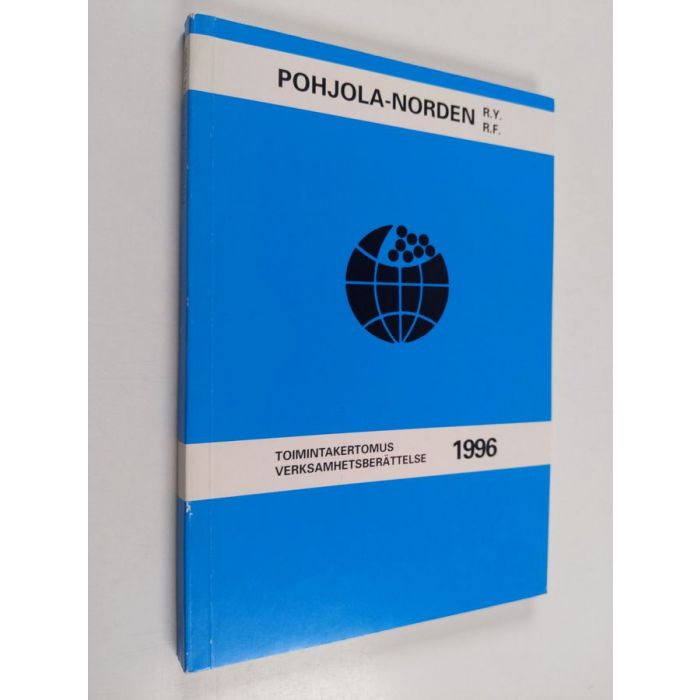 POHJOLA-NORDEN R.Y.
R.F.
TOIMINTAKERTOMUS
VERKSAMHETSBERÄTTELSE 1996